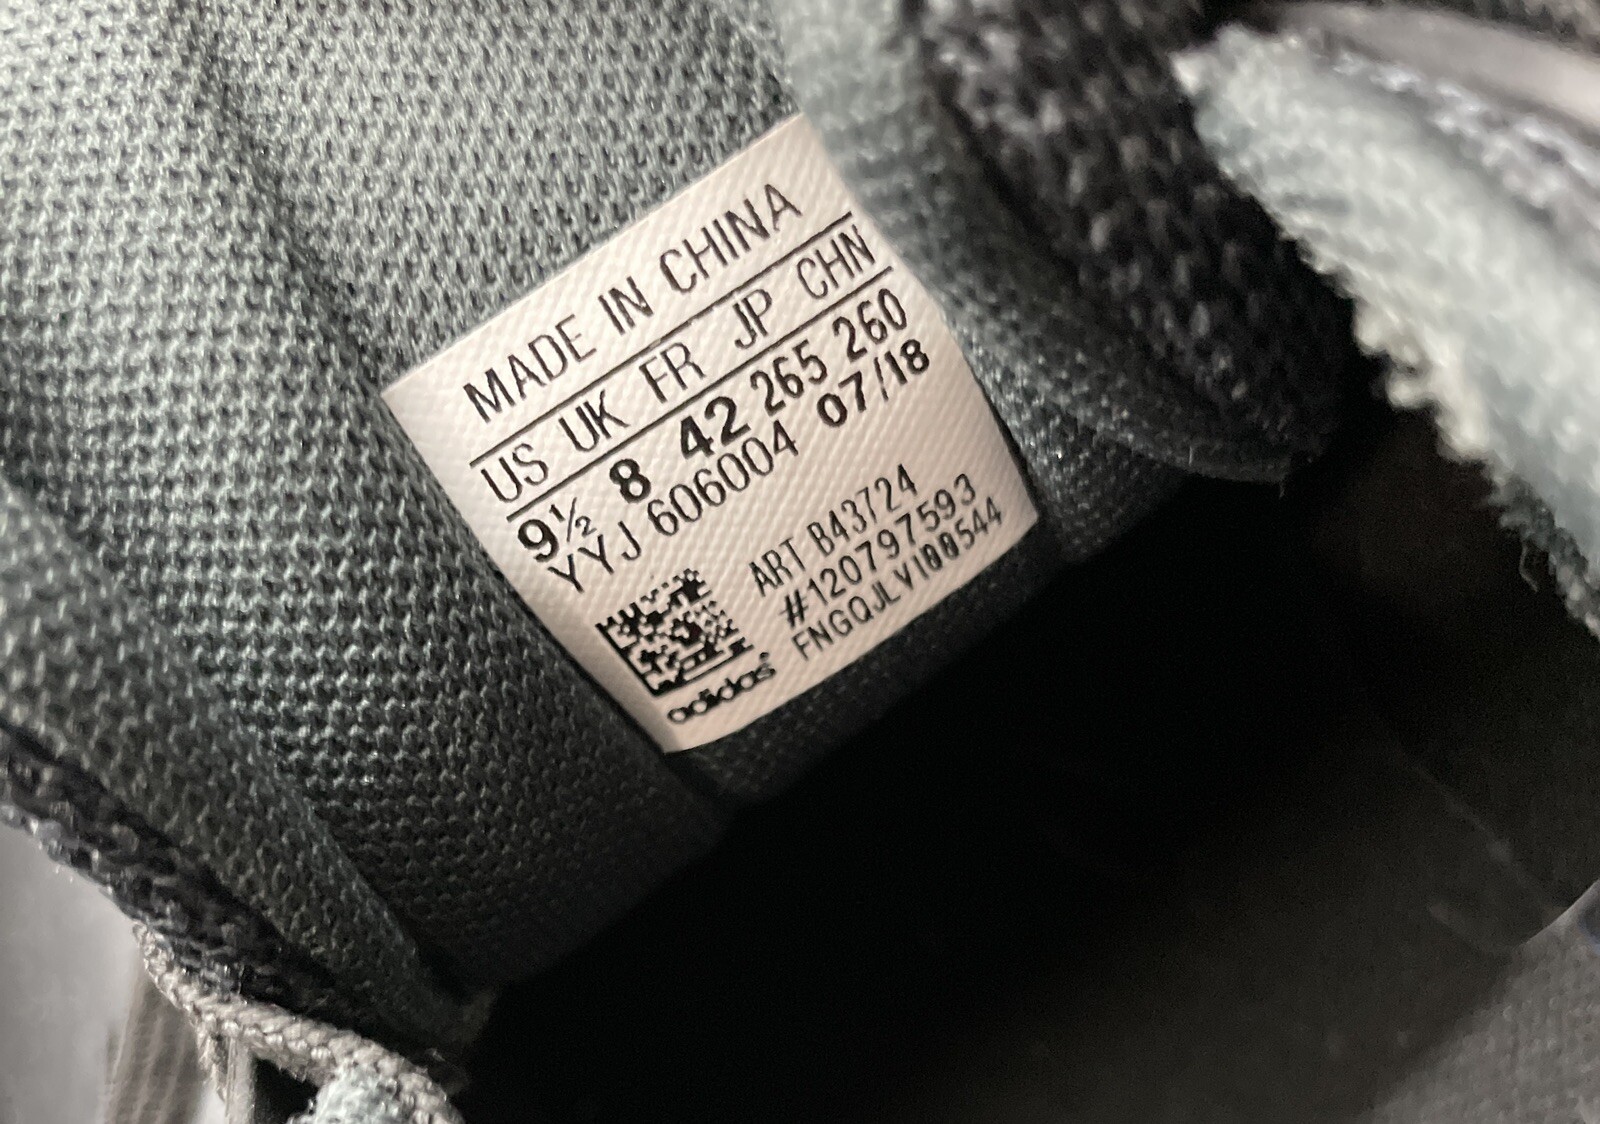 MADE IN CHINA
US UK FR JP CHN
9½ 8 42 265 260
YYJ 606004 07/18
ART B43724
#120797593
FNGQJLV100544
adidas